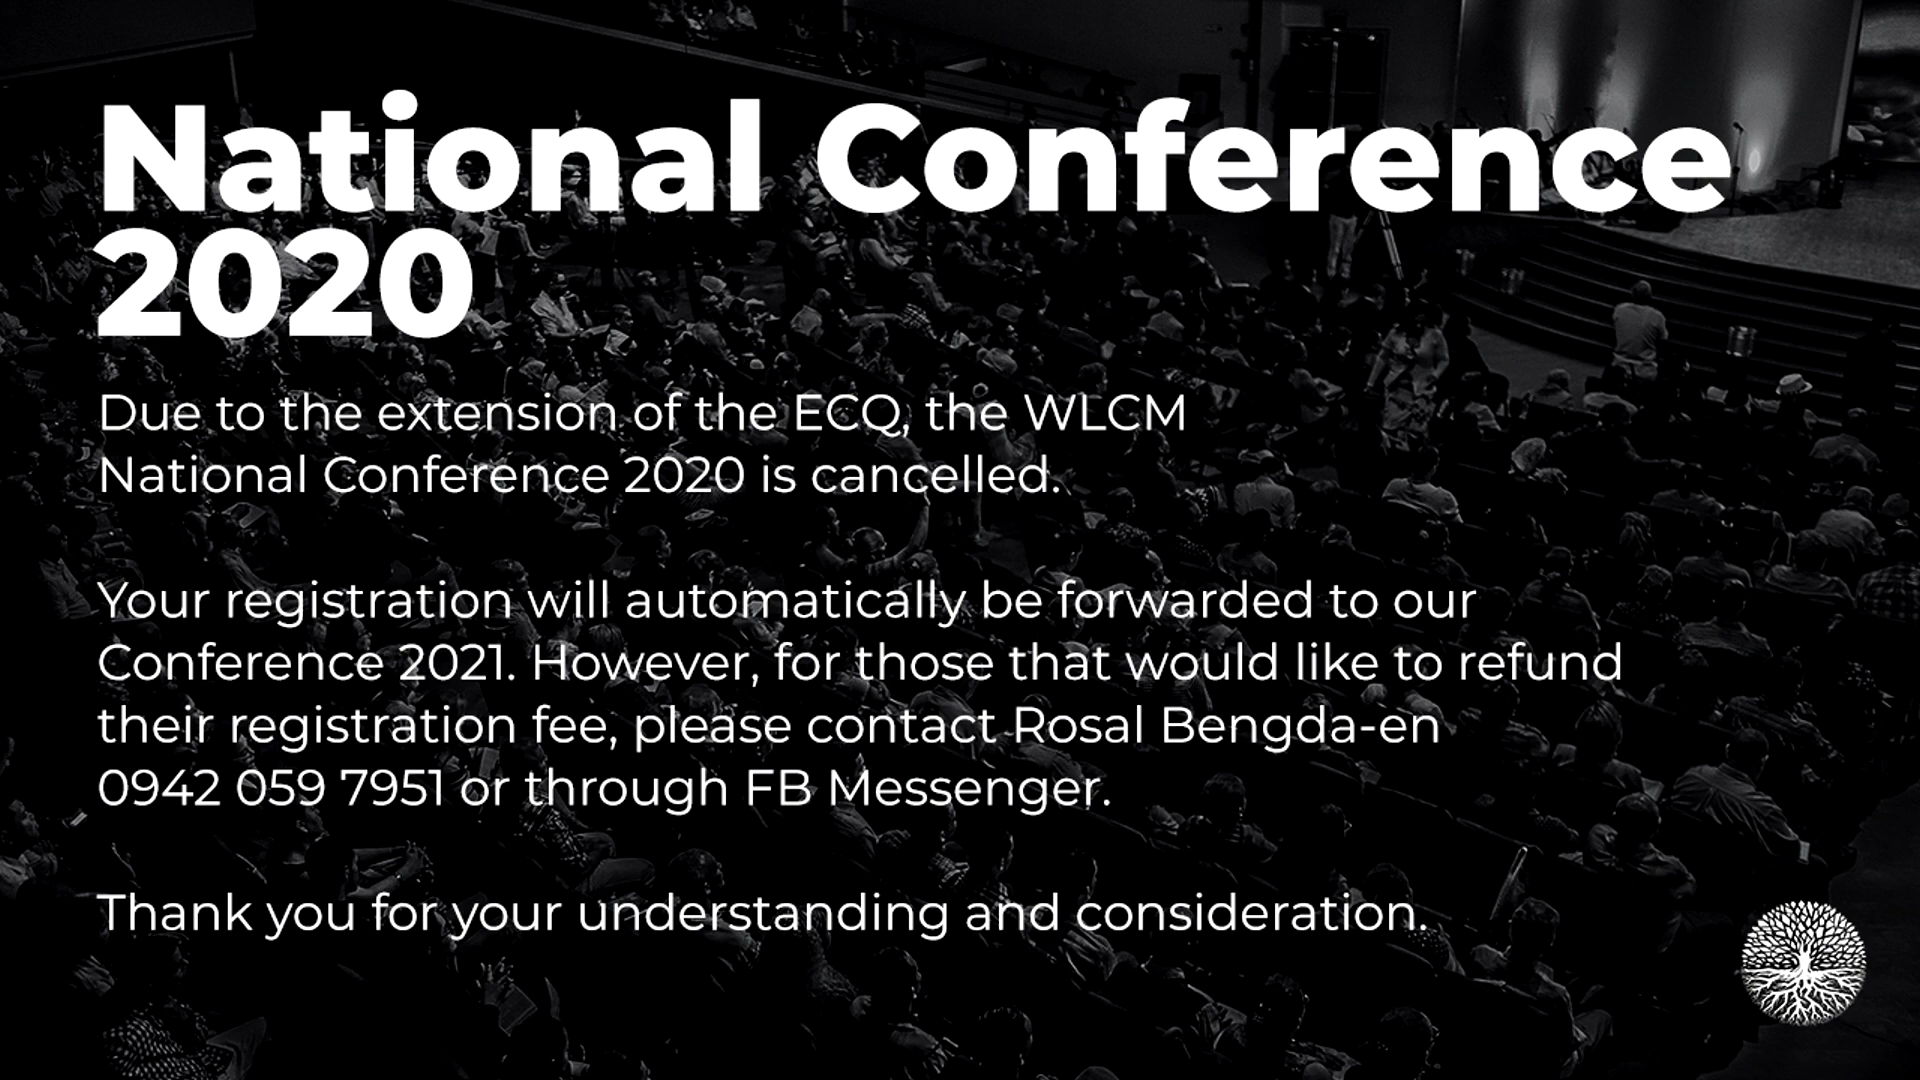 National Conference
2020
Due to the extension of the ECQ, the WLCM
National Conference 2020 is cancelled.
Your registration will automatically be forwarded to our
Conference 2021. However, for those that would like to refund
their registration fee, please contact Rosal Bengda-en
0942 059 7951 or through FB Messenger.
Thank you for your understanding and consideration.